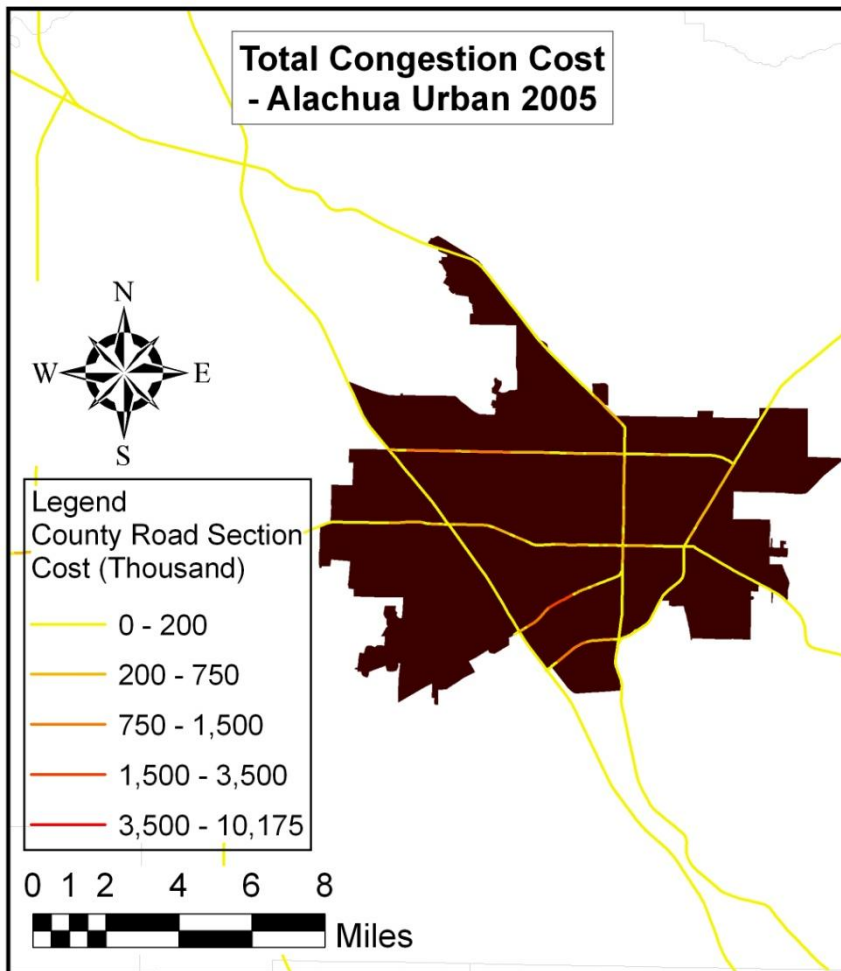 Total Congestion Cost
- Alachua Urban 2005
N
W
E
S
Legend
County Road Section
Cost (Thousand)
0 - 200
200 - 750
750 - 1,500
1,500 - 3,500
3,500 - 10,175
0 1 2 4 6 8
Miles